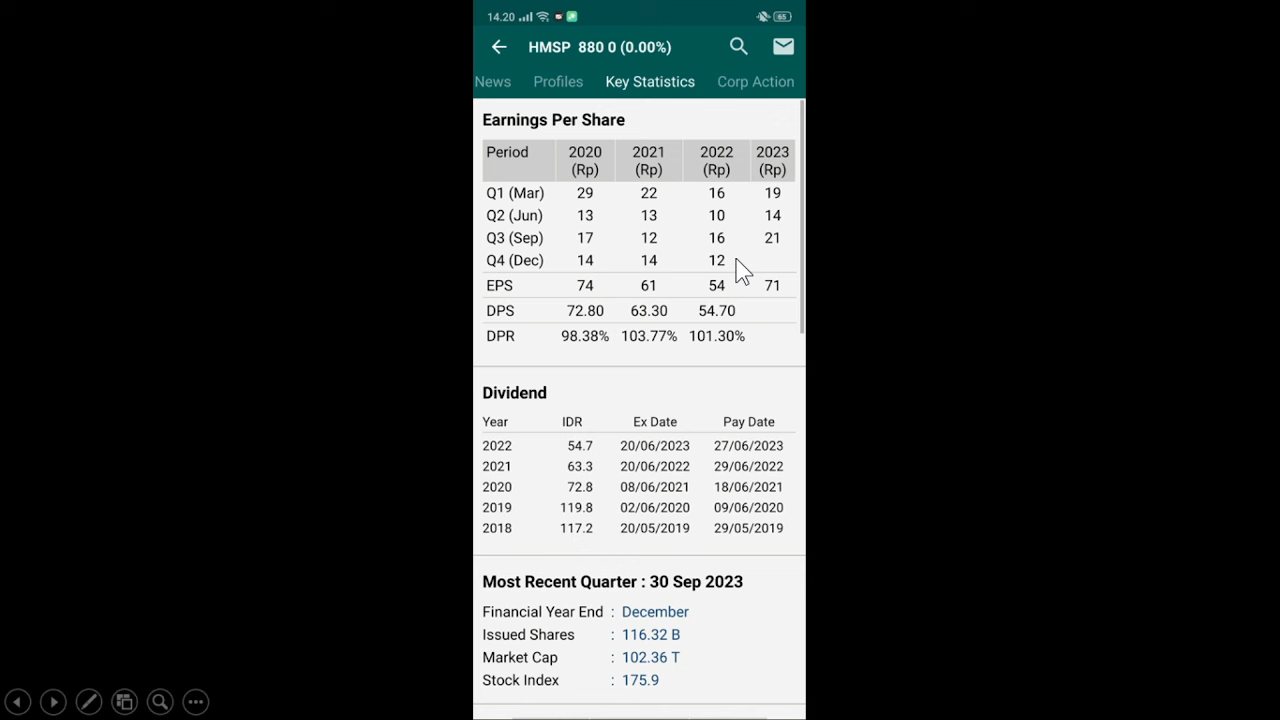 14.20 65
HMSP 880 0 (0.00%)
News Profiles Key Statistics Corp Action
Earnings Per Share
Period 2020 (Rp) 2021 (Rp) 2022 (Rp) 2023 (Rp)
Q1 (Mar) 29 22 16 19
Q2 (Jun) 13 13 10 14
Q3 (Sep) 17 12 16 21
Q4 (Dec) 14 14 12
EPS 74 61 54 71
DPS 72.80 63.30 54.70
DPR 98.38% 103.77% 101.30%
Dividend
Year IDR Ex Date Pay Date
2022 54.7 20/06/2023 27/06/2023
2021 63.3 20/06/2022 29/06/2022
2020 72.8 08/06/2021 18/06/2021
2019 119.8 02/06/2020 09/06/2020
2018 117.2 20/05/2019 29/05/2019
Most Recent Quarter : 30 Sep 2023
Financial Year End : December
Issued Shares : 116.32 B
Market Cap : 102.36 T
Stock Index : 175.9